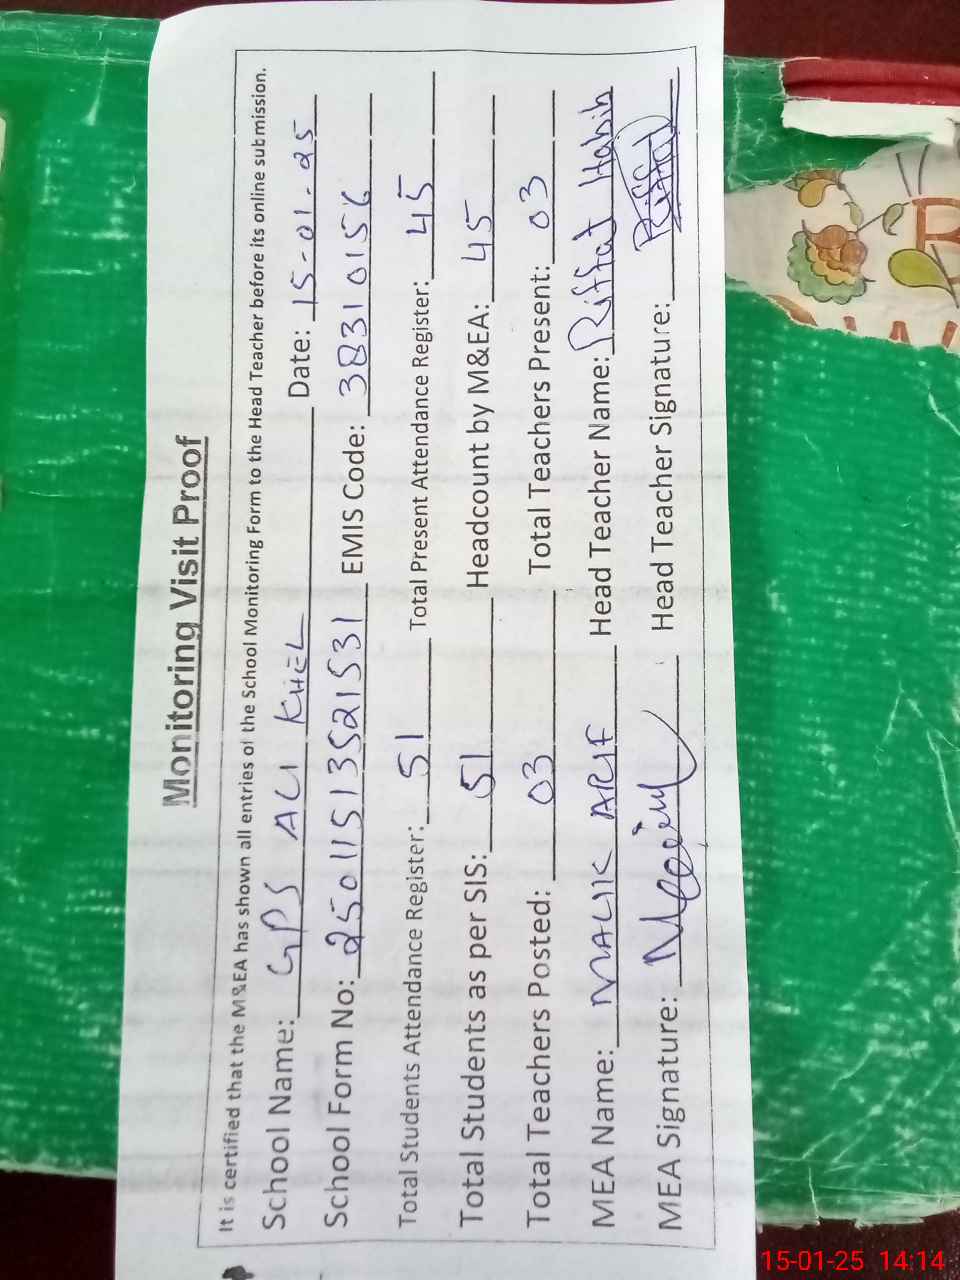 Monitoring Visit Proof
It is certified that the M&EA has shown all entries of the School Monitoring Form to the Head Teacher before its online submission.
School Name: GPS ALI KHEL Date: 15-01-25
School Form No: 250115135521531 EMIS Code: 38310156
Total Students Attendance Register: 51 Total Present Attendance Register: 45
Total Students as per SIS: 51 Headcount by M&EA: 45
Total Teachers Posted: 03 Total Teachers Present: 03
MEA Name: MALIK ARIF Head Teacher Name: Riffat Habib
MEA Signature: Head Teacher Signature: Riffat
15-01-25 14:14